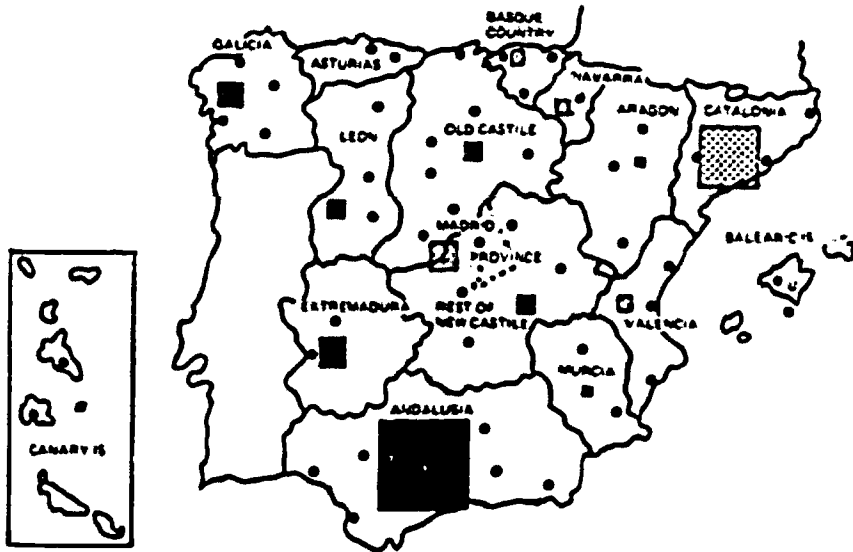 BASQUE
COUNTRY
GALICIA
ASTURIAS
NAVARRA
ARAGON
CATALONIA
LEON
OLD CASTILE
MADRID
PROVINCE
BALEARIC IS
EXTREMADURA
REST OF
NEW CASTILE
VALENCIA
MURCIA
ANDALUSIA
CANARY IS